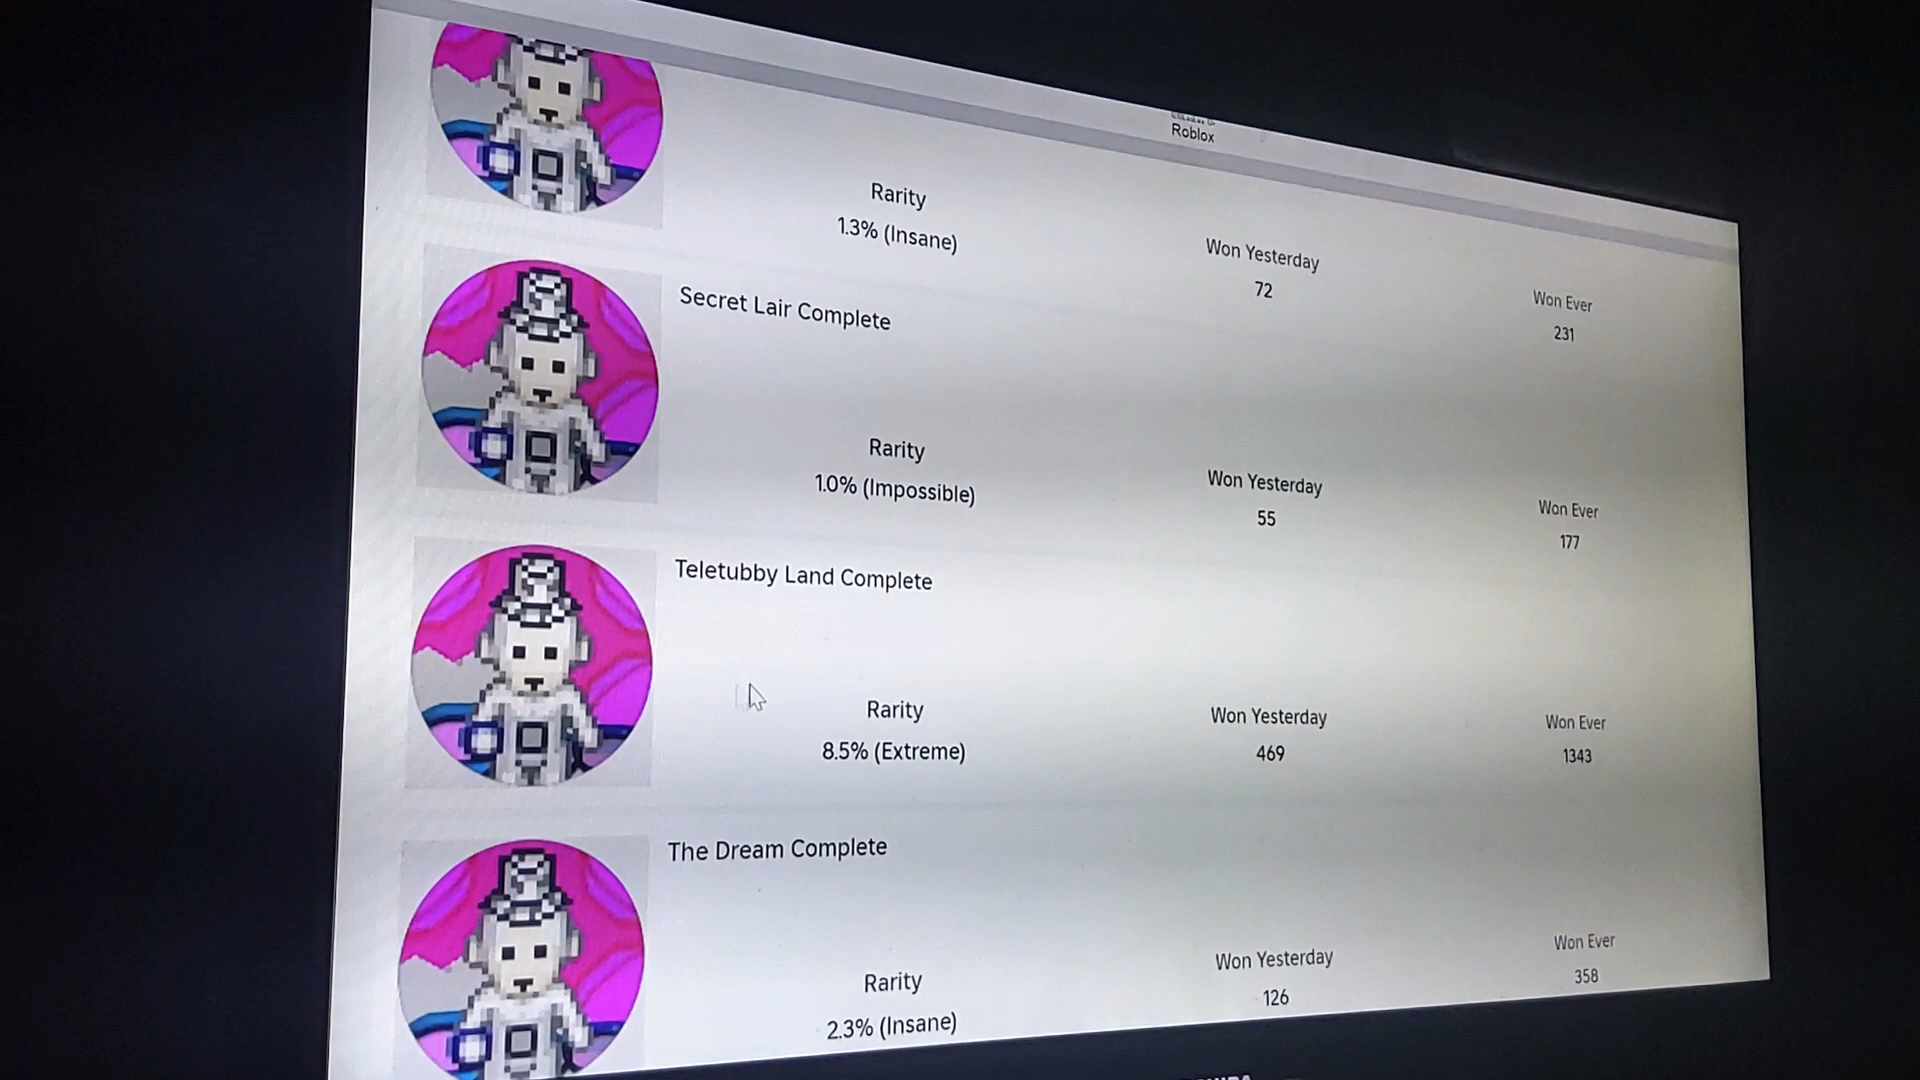 Roblox
Rarity
1.3% (Insane)
Won Yesterday
72
Won Ever
231
Secret Lair Complete
Rarity
1.0% (Impossible)
Won Yesterday
55
Won Ever
177
Teletubby Land Complete
Rarity
8.5% (Extreme)
Won Yesterday
469
Won Ever
1343
The Dream Complete
Rarity
2.3% (Insane)
Won Yesterday
126
Won Ever
358